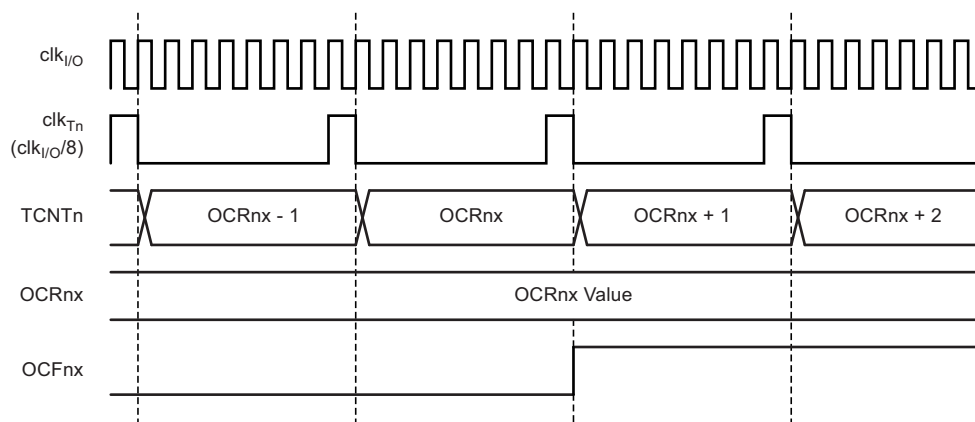 clkI/O
clkTn
(clkI/O/8)
TCNTn
OCRnx - 1
OCRnx
OCRnx + 1
OCRnx + 2
OCRnx
OCRnx Value
OCFnx